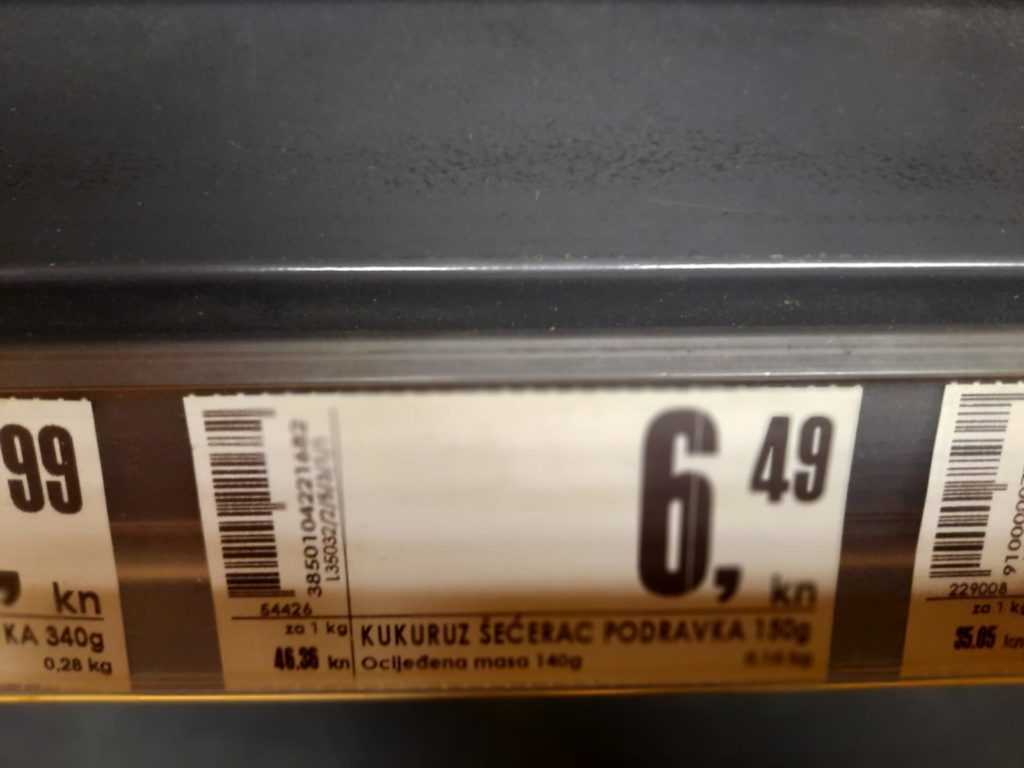 99
kn
KA 340g
0,28 kg
3850104221682
54426
za 1 kg
46.36 kn
6,49
kn
KUKURUZ ŠEĆERAC PODRAVKA 150g
Ocijeđena masa 140g
229008
za 1 kg
35.05 kn